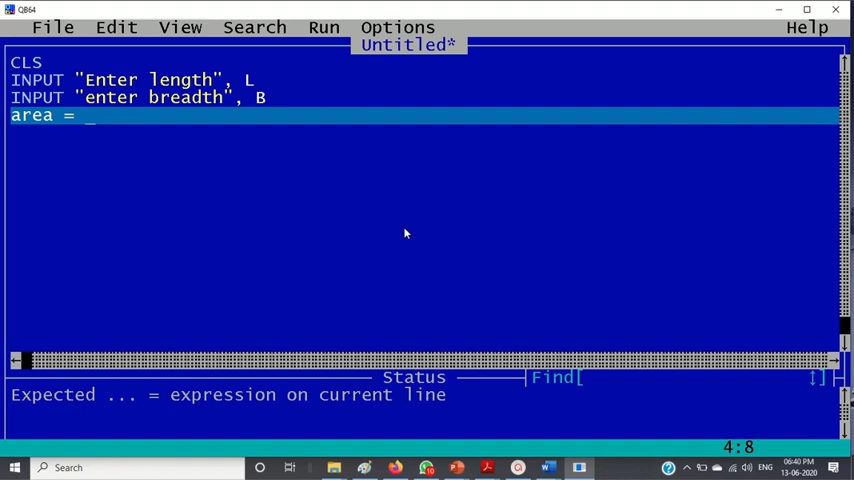 QB64
File Edit View Search Run Options Help
Untitled*
CLS
INPUT "Enter length", L
INPUT "enter breadth", B
area = _
Status
Find[
]
Expected ... = expression on current line
4:8
Search
10
ENG
06:40 PM
13-06-2020